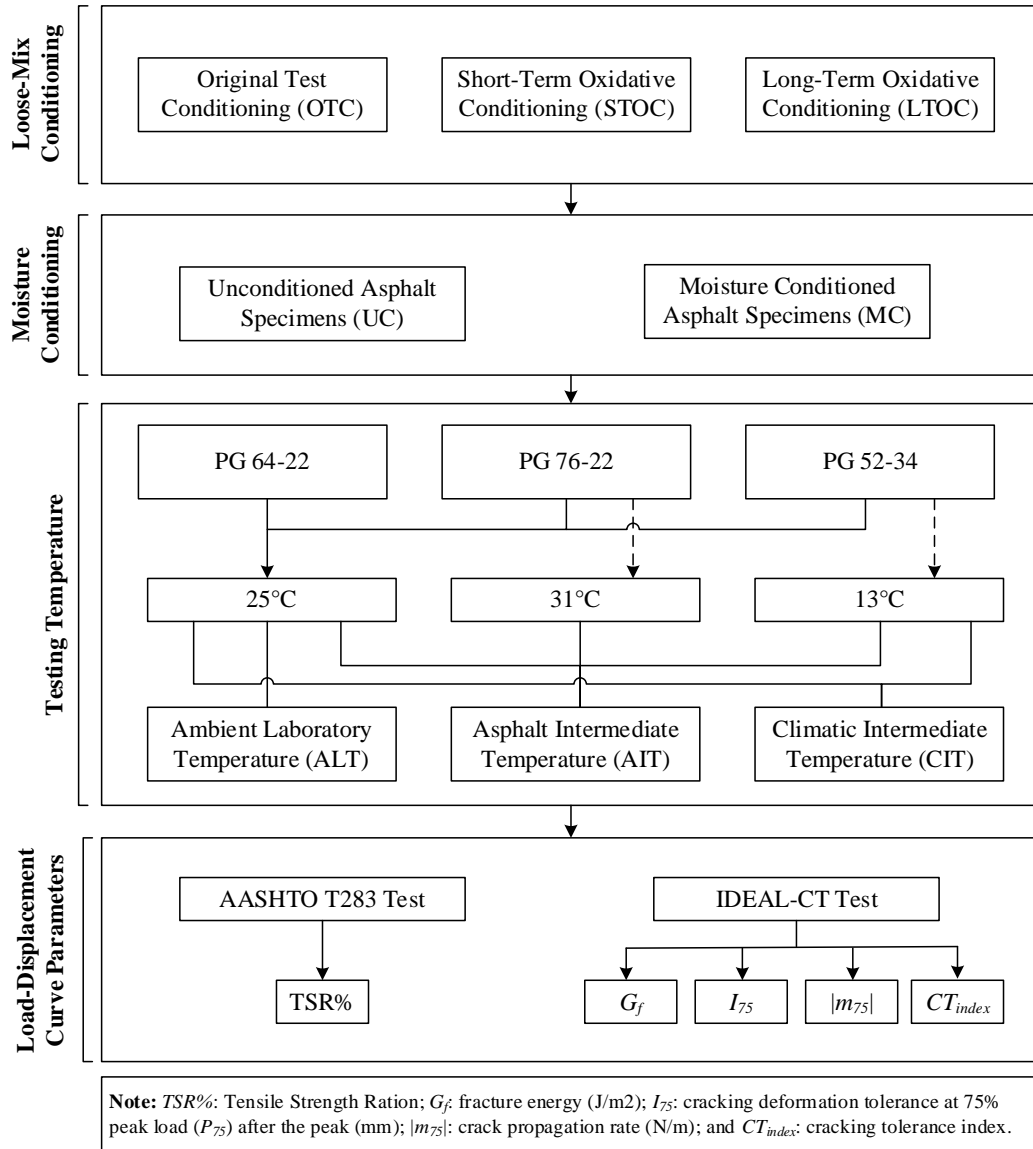 Loose-Mix
Conditioning
Original Test
Conditioning (OTC)
Short-Term Oxidative
Conditioning (STOC)
Long-Term Oxidative
Conditioning (LTOC)
Moisture
Conditioning
Unconditioned Asphalt
Specimens (UC)
Moisture Conditioned
Asphalt Specimens (MC)
Testing Temperature
PG 64-22
PG 76-22
PG 52-34
25°C
31°C
13°C
Ambient Laboratory
Temperature (ALT)
Asphalt Intermediate
Temperature (AIT)
Climatic Intermediate
Temperature (CIT)
Load-Displacement
Curve Parameters
AASHTO T283 Test
IDEAL-CT Test
TSR%
Gf
I75
|m75|
CTindex
Note: TSR%: Tensile Strength Ration; Gf: fracture energy (J/m2); I75: cracking deformation tolerance at 75%
peak load (P75) after the peak (mm); |m75|: crack propagation rate (N/m); and CTindex: cracking tolerance index.